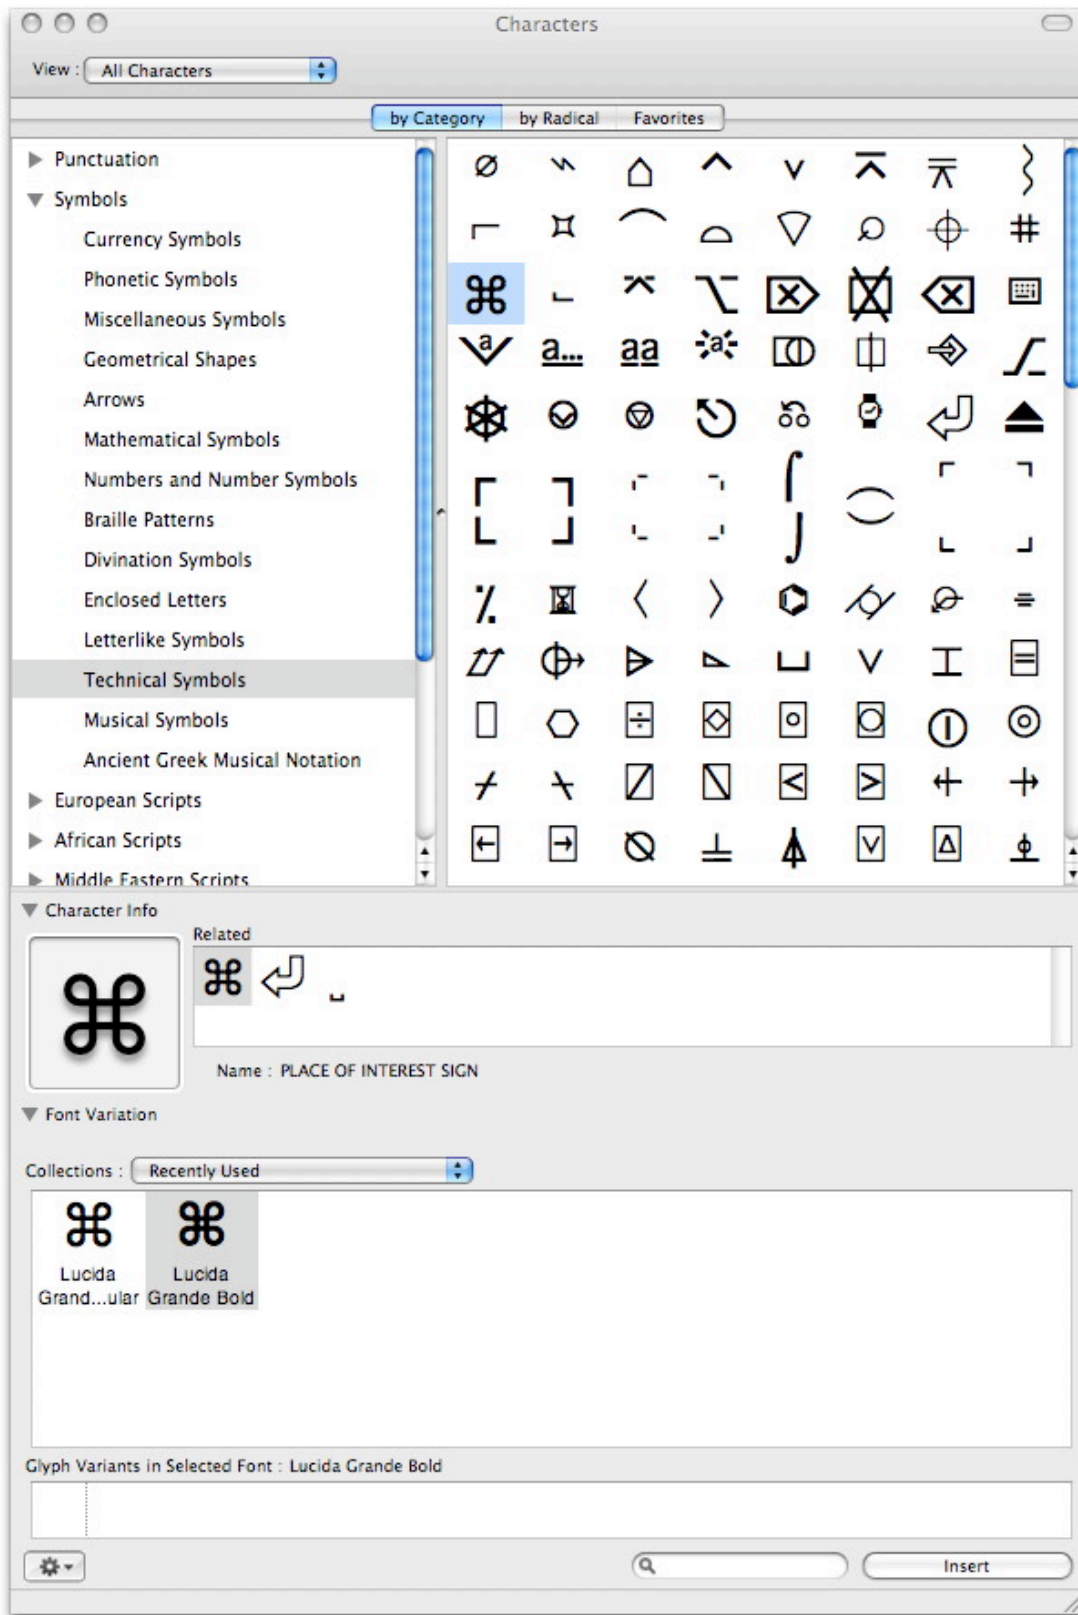 Characters
View : All Characters
by Category by Radical Favorites
Punctuation
Symbols
Currency Symbols
Phonetic Symbols
Miscellaneous Symbols
Geometrical Shapes
Arrows
Mathematical Symbols
Numbers and Number Symbols
Braille Patterns
Divination Symbols
Enclosed Letters
Letterlike Symbols
Technical Symbols
Musical Symbols
Ancient Greek Musical Notation
European Scripts
African Scripts
Middle Eastern Scripts
Character Info
Related
⌘
Name : PLACE OF INTEREST SIGN
Font Variation
Collections : Recently Used
⌘ ⌘
Lucida Lucida
Grand...ular Grande Bold
Glyph Variants in Selected Font : Lucida Grande Bold
Insert